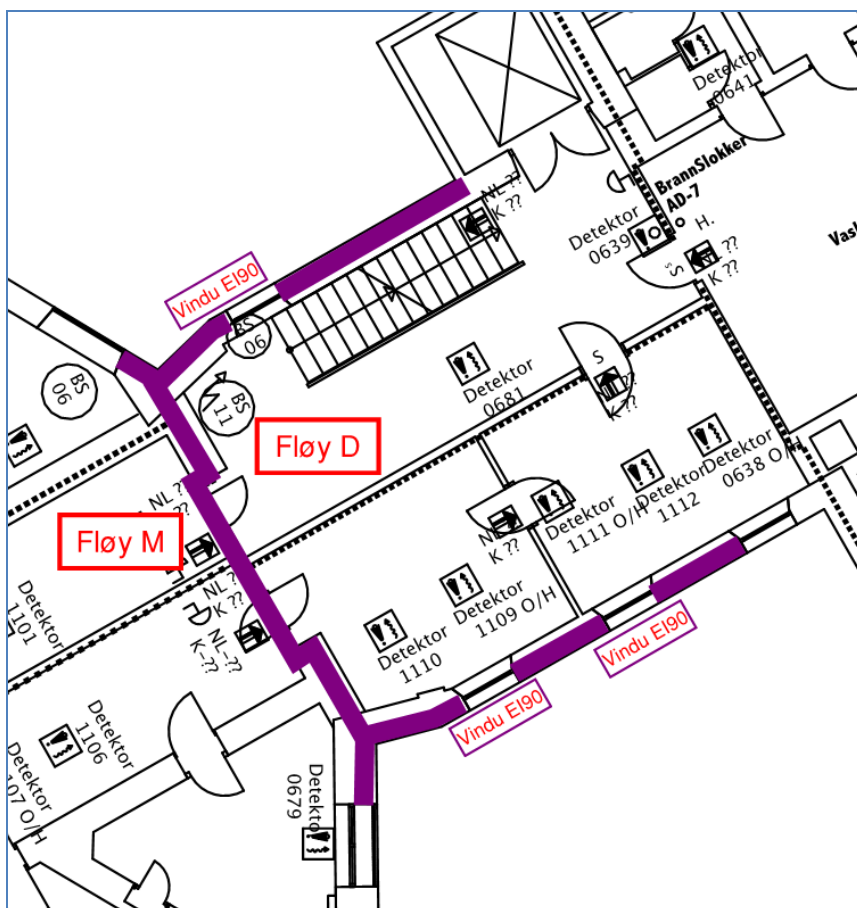 Detektor
0641
BrannSlokker
AD-7
H.
NL ??
K ??
Detektor
0639
??
K ??
"S
Vask
Vindu EI90
BS
06
BS
06
BS
11
Detektor
0681
S
K ??
Fløy D
Fløy M
NL ??
NL ??
K ??
NL-??
K-??
Detektor
0638 O/H
Detektor
1112
Detektor
1111 O/H
K ??
Detektor
1109 O/H
Detektor
1110
Detektor
1101
Detektor
1106
Detektor
107 O/H
Detektor
0679
Vindu EI90
Vindu EI90